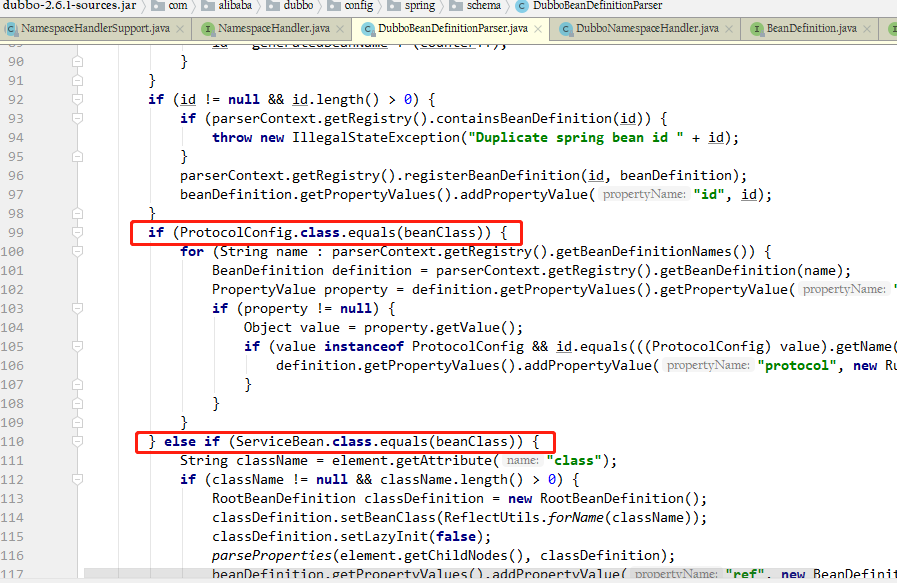 dubbo-2.6.1-sources.jar com alibaba dubbo config spring schema DubboBeanDefinitionParser
NamespaceHandlerSupport.java NamespaceHandler.java DubboBeanDefinitionParser.java DubboNamespaceHandler.java BeanDefinition.java
90 }
91 }
92 if (id != null && id.length() > 0) {
93 if (parserContext.getRegistry().containsBeanDefinition(id)) {
94 throw new IllegalStateException("Duplicate spring bean id " + id);
95 }
96 parserContext.getRegistry().registerBeanDefinition(id, beanDefinition);
97 beanDefinition.getPropertyValues().addPropertyValue( propertyName: "id", id);
98 }
99 if (ProtocolConfig.class.equals(beanClass)) {
100 for (String name : parserContext.getRegistry().getBeanDefinitionNames()) {
101 BeanDefinition definition = parserContext.getRegistry().getBeanDefinition(name);
102 PropertyValue property = definition.getPropertyValues().getPropertyValue( propertyName: "
103 if (property != null) {
104 Object value = property.getValue();
105 if (value instanceof ProtocolConfig && id.equals(((ProtocolConfig) value).getName(
106 definition.getPropertyValues().addPropertyValue( propertyName: "protocol", new Ru
107 }
108 }
109 }
110 } else if (ServiceBean.class.equals(beanClass)) {
111 String className = element.getAttribute( name: "class");
112 if (className != null && className.length() > 0) {
113 RootBeanDefinition classDefinition = new RootBeanDefinition();
114 classDefinition.setBeanClass(ReflectUtils.forName(className));
115 classDefinition.setLazyInit(false);
116 parseProperties(element.getChildNodes(), classDefinition);
117 beanDefinition.getPropertyValues().addPropertyValue( propertyName: "ref", new BeanDefinit